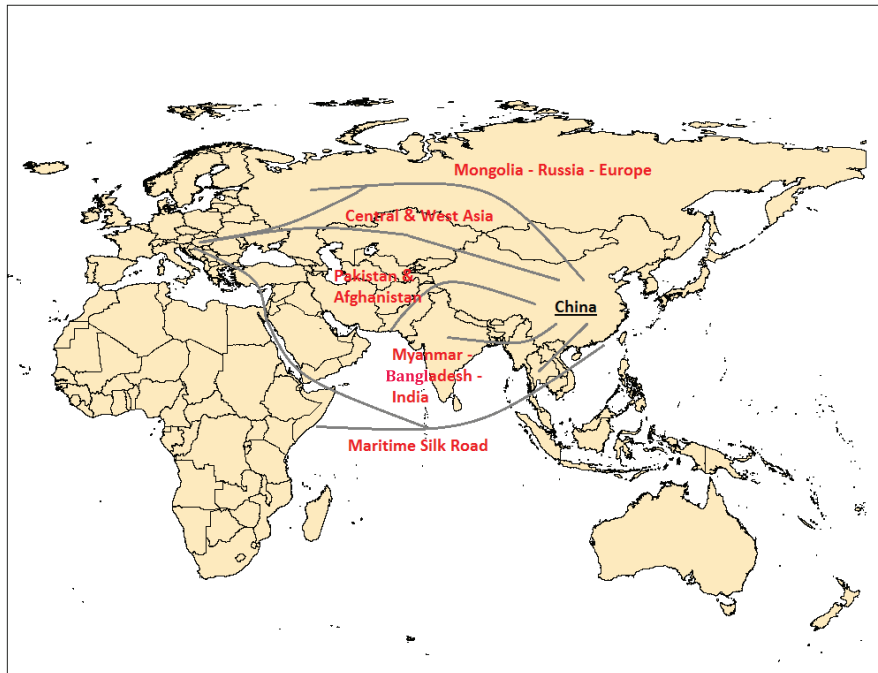 Mongolia - Russia - Europe
Central & West Asia
Pakistan &
Afghanistan
China
Myanmar -
Bangladesh -
India
Maritime Silk Road